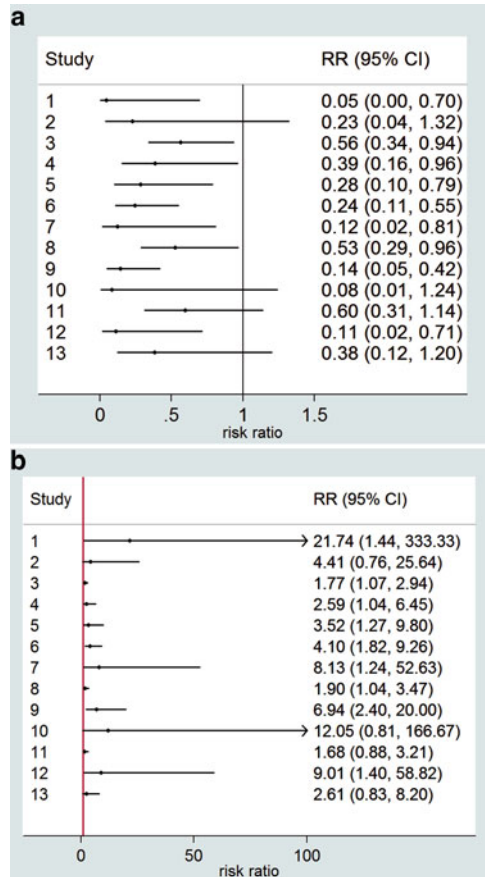 a
Study RR (95% CI)
1 0.05 (0.00, 0.70)
2 0.23 (0.04, 1.32)
3 0.56 (0.34, 0.94)
4 0.39 (0.16, 0.96)
5 0.28 (0.10, 0.79)
6 0.24 (0.11, 0.55)
7 0.12 (0.02, 0.81)
8 0.53 (0.29, 0.96)
9 0.14 (0.05, 0.42)
10 0.08 (0.01, 1.24)
11 0.60 (0.31, 1.14)
12 0.11 (0.02, 0.71)
13 0.38 (0.12, 1.20)
0 .5 1 1.5
risk ratio
b
Study RR (95% CI)
1 21.74 (1.44, 333.33)
2 4.41 (0.76, 25.64)
3 1.77 (1.07, 2.94)
4 2.59 (1.04, 6.45)
5 3.52 (1.27, 9.80)
6 4.10 (1.82, 9.26)
7 8.13 (1.24, 52.63)
8 1.90 (1.04, 3.47)
9 6.94 (2.40, 20.00)
10 12.05 (0.81, 166.67)
11 1.68 (0.88, 3.21)
12 9.01 (1.40, 58.82)
13 2.61 (0.83, 8.20)
0 50 100
risk ratio